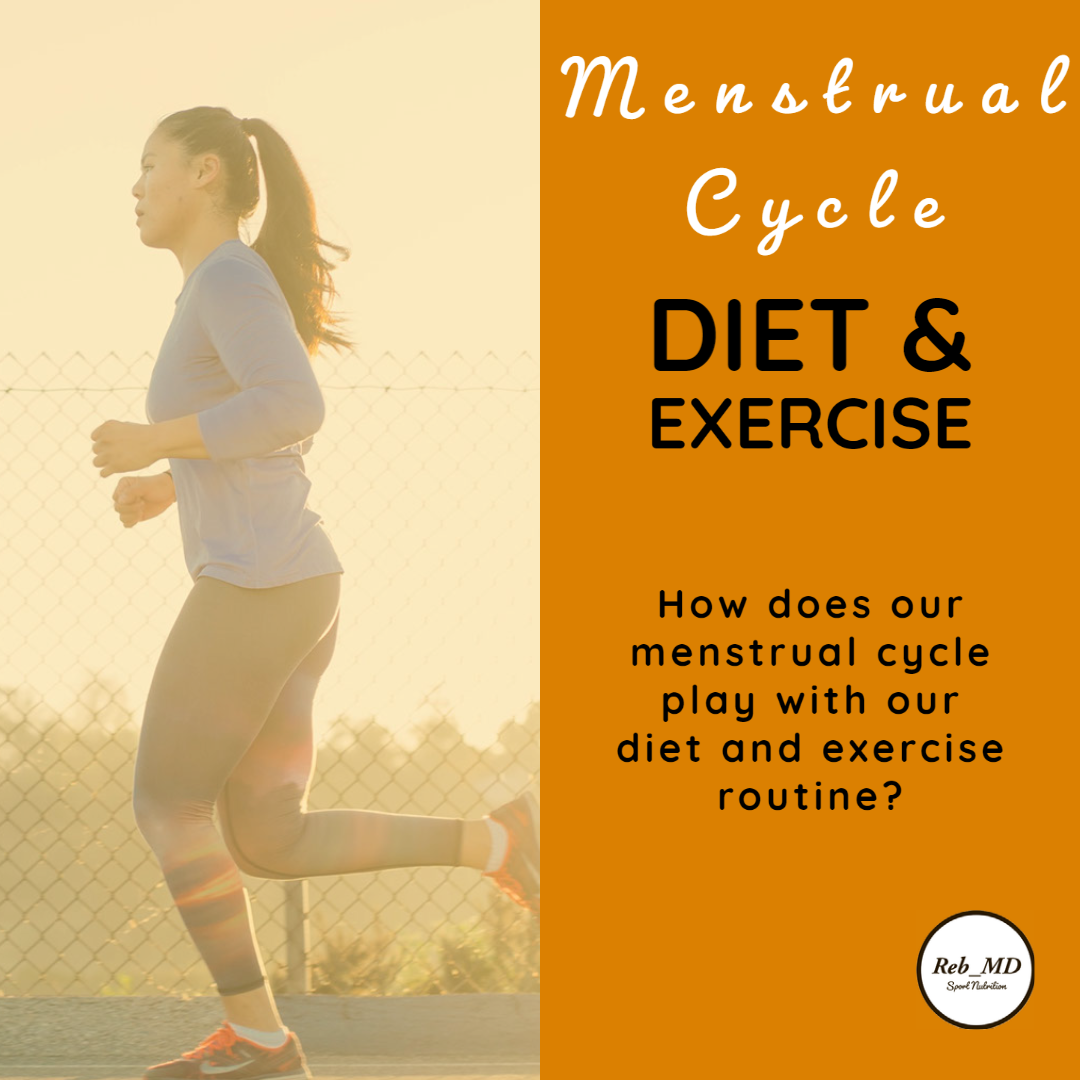 Menstrual
Cycle
DIET &
EXERCISE
How does our
menstrual cycle
play with our
diet and exercise
routine?
Reb_MD
Sport Nutrition